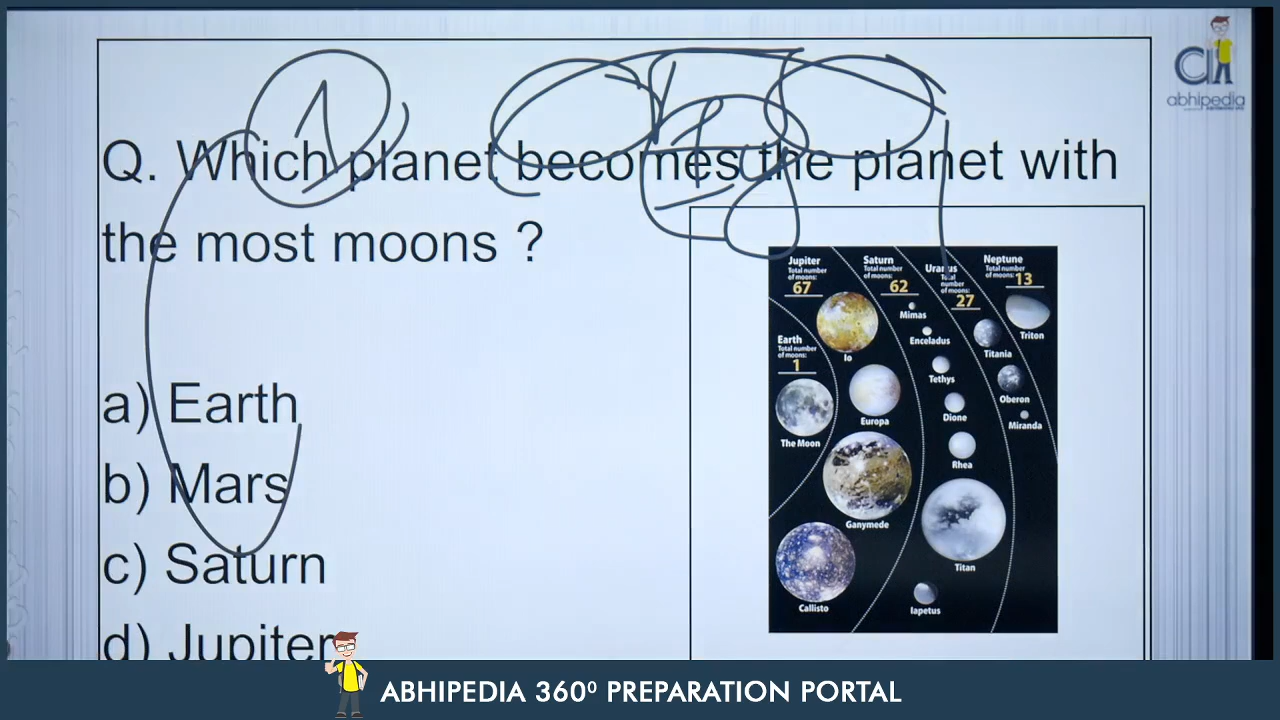 abhipedia
Q. Which planet becomes the planet with
the most moons ?
a) Earth
b) Mars
c) Saturn
d) Jupiter
Jupiter
Total number
of moons:
67
Saturn
Total number
of moons:
62
Uranus
Total
number
of moons:
27
Neptune
Total number
of moons:
13
Earth
Total number
of moons:
1
The Moon
Io
Europa
Ganymede
Callisto
Mimas
Enceladus
Tethys
Dione
Rhea
Titan
Iapetus
Titania
Oberon
Miranda
Triton
ABHIPEDIA 360⁰ PREPARATION PORTAL